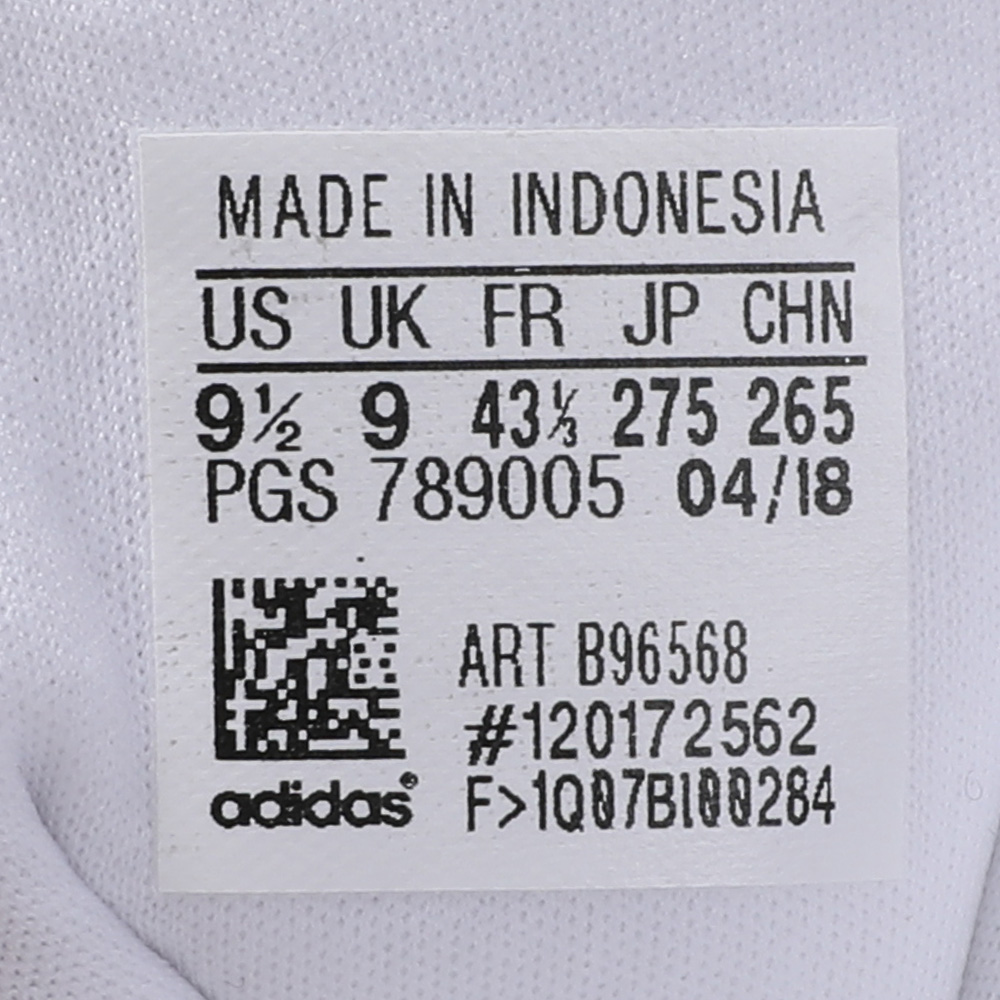 MADE IN INDONESIA
US UK FR JP CHN
9½ 9 43⅓ 275 265
PGS 789005 04/18
ART B96568
#120172562
adidas®
F>1Q07B100284